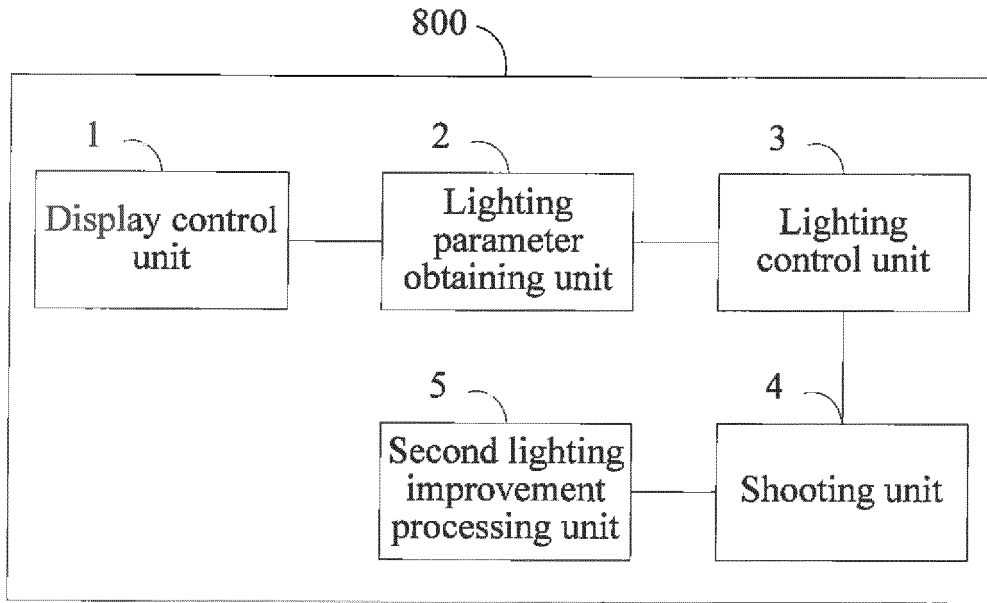 800
1
Display control
unit
2
Lighting
parameter
obtaining unit
3
Lighting
control unit
5
Second lighting
improvement
processing unit
4
Shooting unit